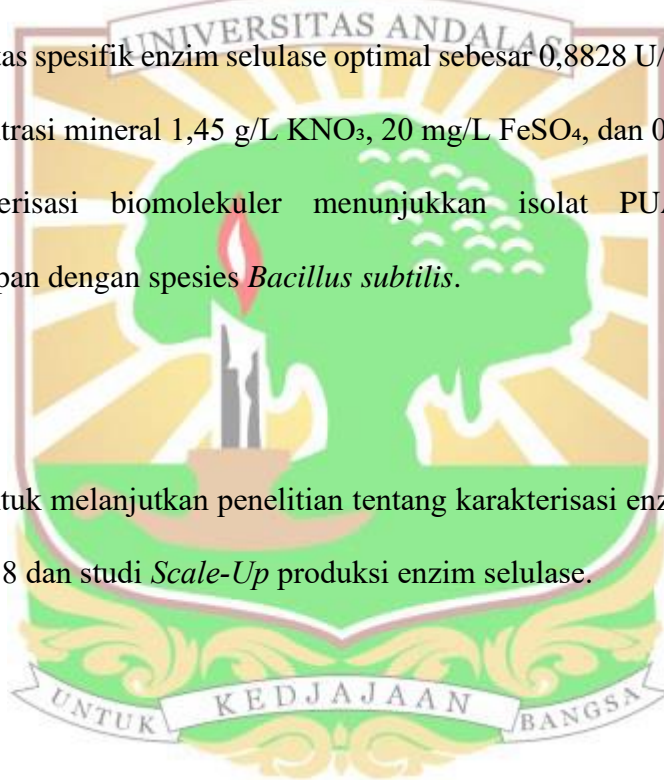 UNIVERSITAS ANDALAS
tas spesifik enzim selulase optimal sebesar 0,8828 U/
trasi mineral 1,45 g/L KNO₃, 20 mg/L FeSO₄, dan 0
erisasi biomolekuler menunjukkan isolat PUA
pan dengan spesies Bacillus subtilis.
tuk melanjutkan penelitian tentang karakterisasi enz
8 dan studi Scale-Up produksi enzim selulase.
UNTUK KEDJAJAAN BANGSA